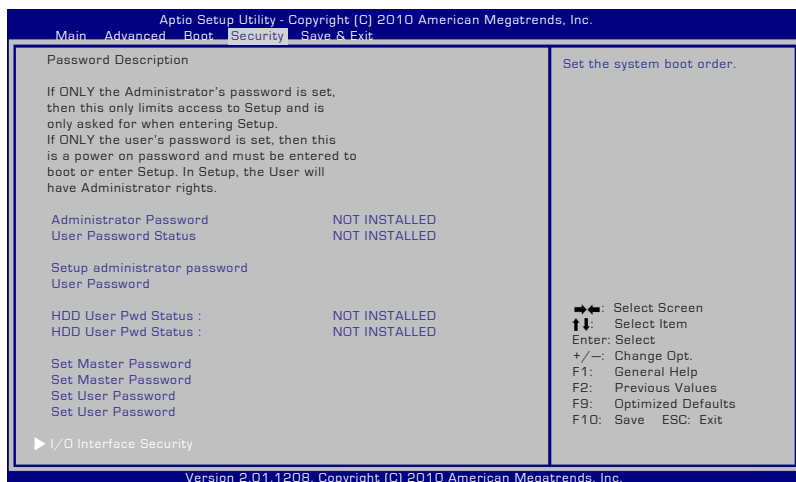 Aptio Setup Utility - Copyright (C) 2010 American Megatrends, Inc.
Main Advanced Boot Security Save & Exit
Password Description
If ONLY the Administrator's password is set,
then this only limits access to Setup and is
only asked for when entering Setup.
If ONLY the user's password is set, then this
is a power on password and must be entered to
boot or enter Setup. In Setup, the User will
have Administrator rights.
Administrator Password NOT INSTALLED
User Password Status NOT INSTALLED
Setup administrator password
User Password
HDD User Pwd Status : NOT INSTALLED
HDD User Pwd Status : NOT INSTALLED
Set Master Password
Set Master Password
Set User Password
Set User Password
I/O Interface Security
Set the system boot order.
→←: Select Screen
↑↓: Select Item
Enter: Select
+/—: Change Opt.
F1: General Help
F2: Previous Values
F9: Optimized Defaults
F10: Save ESC: Exit
Version 2.01.1208. Copyright (C) 2010 American Megatrends, Inc.